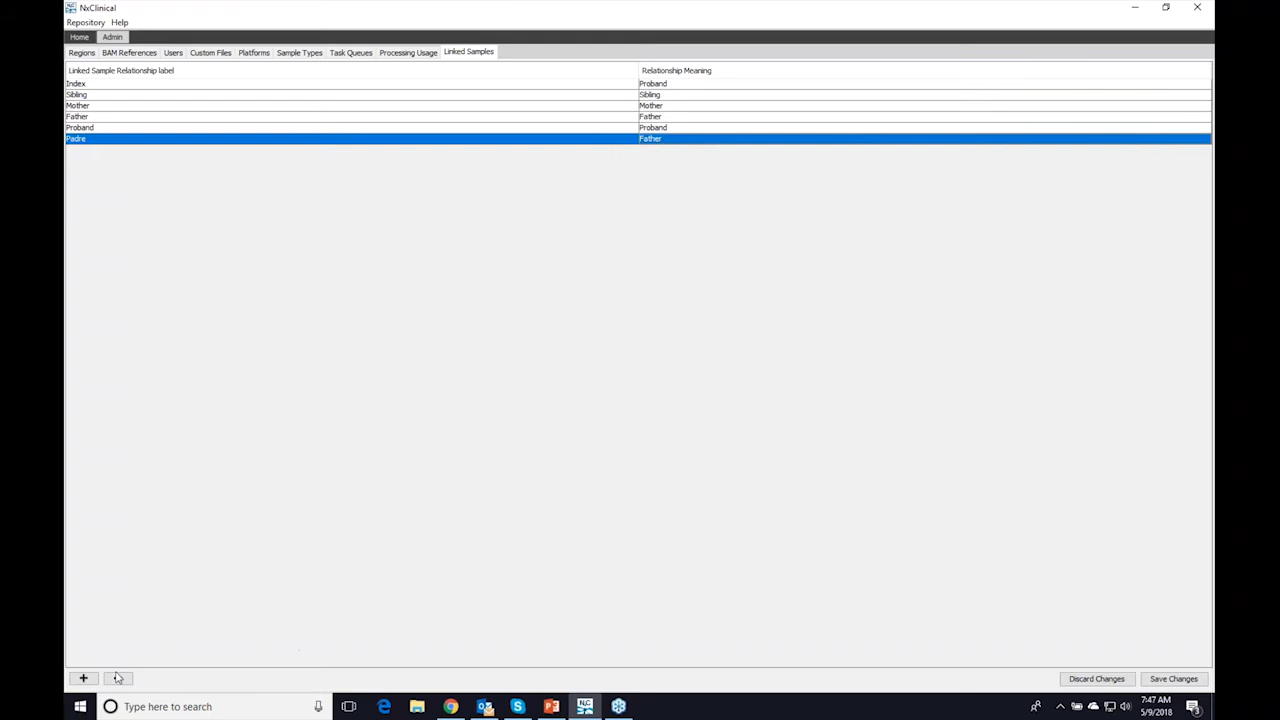 NxClinical
Repository Help
Home Admin
Regions BAM References Users Custom Files Platforms Sample Types Task Queues Processing Usage Linked Samples
Linked Sample Relationship label Relationship Meaning
Index Proband
Sibling Sibling
Mother Mother
Father Father
Proband Proband
Padre Father
+
Discard Changes Save Changes
Type here to search
7:47 AM
5/9/2018